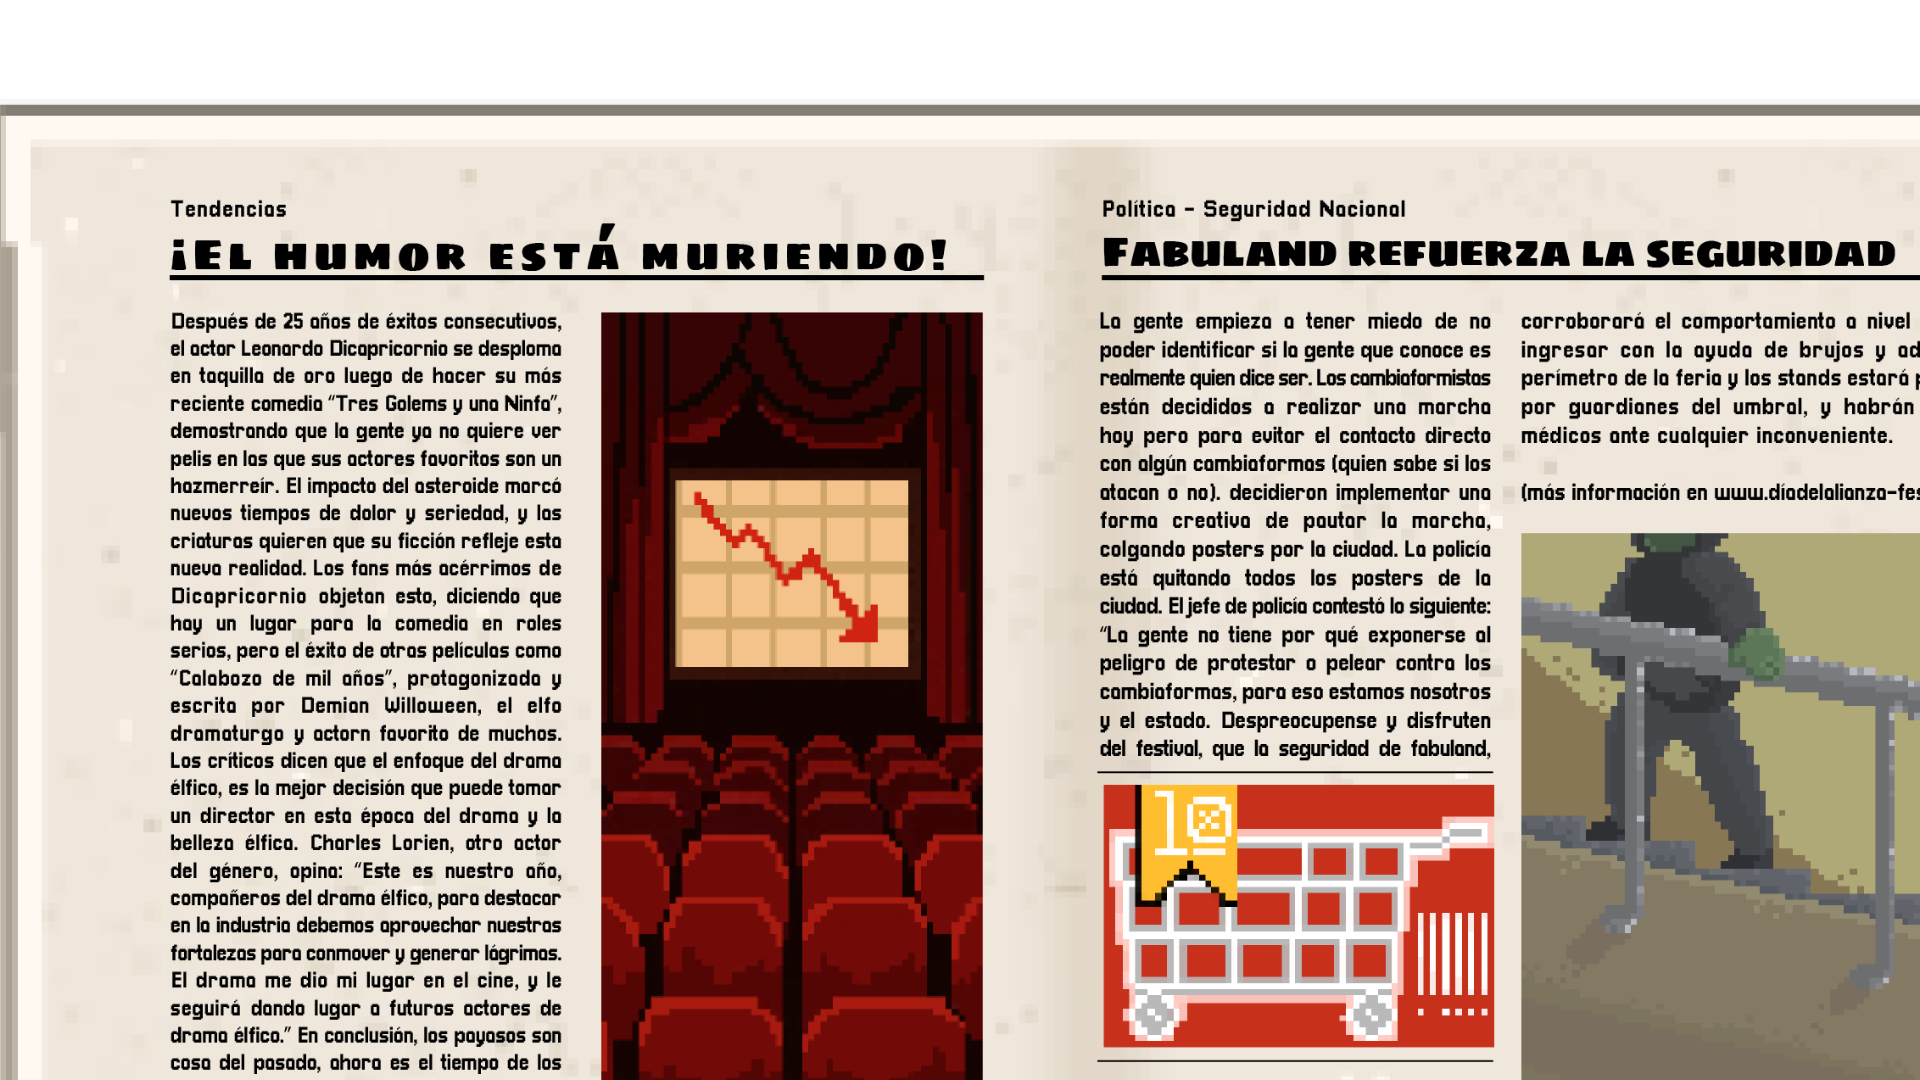 Tendencias
¡El humor está muriendo!
Después de 25 años de éxitos consecutivos,
el actor Leonardo Dicapricornio se desploma
en taquilla de oro luego de hacer su más
reciente comedia “Tres Golems y una Ninfa”,
demostrando que la gente ya no quiere ver
pelis en las que sus actores favoritos son un
hazmerreír. El impacto del asteroide marcó
nuevos tiempos de dolor y seriedad, y las
criaturas quieren que su ficción refleje esta
nueva realidad. Los fans más acérrimos de
Dicapricornio objetan esto, diciendo que
hay un lugar para la comedia en roles
serios, pero el éxito de otras películas como
“Calabozo de mil años”, protagonizada y
escrita por Demian Willoween, el elfo
dramaturgo y actorn favorito de muchos.
Los críticos dicen que el enfoque del drama
élfico, es la mejor decisión que puede tomar
un director en esta época del drama y la
belleza élfica. Charles Lorien, otro actor
del género, opina: “Este es nuestro año,
compañeros del drama élfico, para destacar
en la industria debemos aprovechar nuestras
fortalezas para conmover y generar lágrimas.
El drama me dio mi lugar en el cine, y le
seguirá dando lugar a futuros actores de
drama élfico.” En conclusión, los payasos son
cosa del pasado, ahora es el tiempo de los
Política - Seguridad Nacional
Fabuland refuerza la seguridad
La gente empieza a tener miedo de no
poder identificar si la gente que conoce es
realmente quien dice ser. Los cambiaformistas
están decididos a realizar una marcha
hoy pero para evitar el contacto directo
con algún cambiaformas (quien sabe si los
atacan o no). decidieron implementar una
forma creativa de pautar la marcha,
colgando posters por la ciudad. La policía
está quitando todos los posters de la
ciudad. El jefe de policía contestó lo siguiente:
“La gente no tiene por qué exponerse al
peligro de protestar o pelear contra los
cambiaformas, para eso estamos nosotros
y el estado. Despreocupense y disfruten
del festival, que la seguridad de fabuland,
10
corroborará el comportamiento a nivel
ingresar con la ayuda de brujos y ad
perímetro de la feria y los stands estará p
por guardianes del umbral, y habrán
médicos ante cualquier inconveniente.
(más información en www.díadelalianza-fes